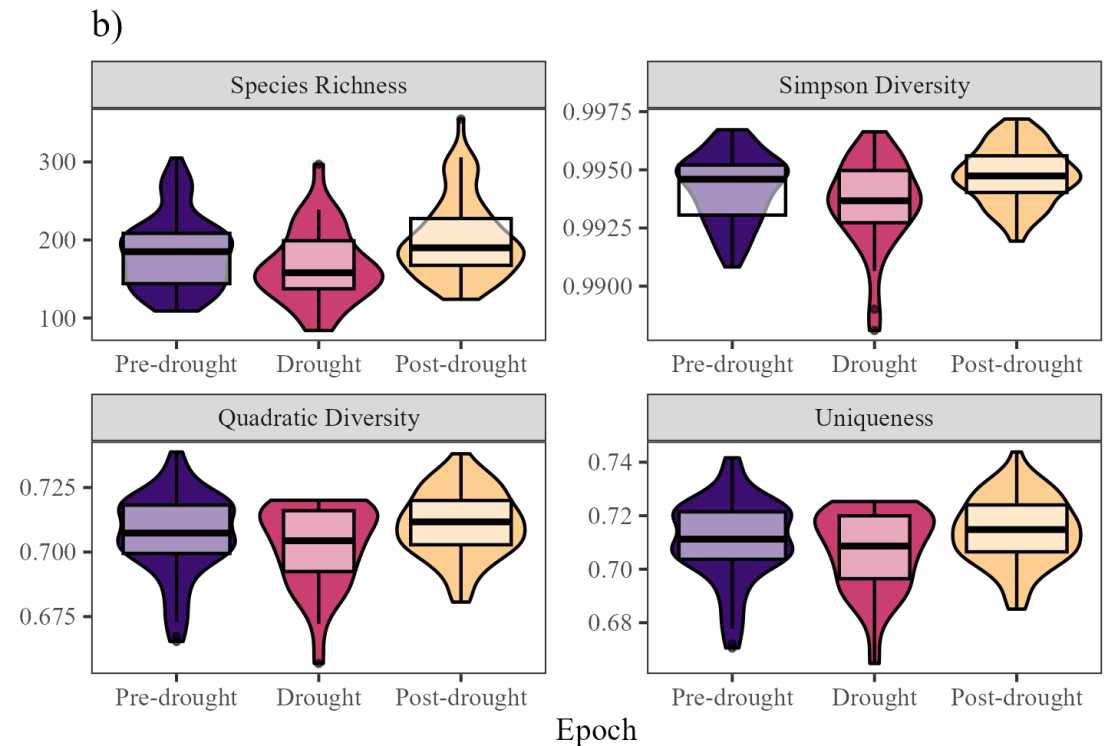 b)
Species Richness
300
200
100
Pre-drought Drought Post-drought
Simpson Diversity
0.9975
0.9950
0.9925
0.9900
Pre-drought Drought Post-drought
Quadratic Diversity
0.725
0.700
0.675
Pre-drought Drought Post-drought
Uniqueness
0.74
0.72
0.70
0.68
Pre-drought Drought Post-drought
Epoch